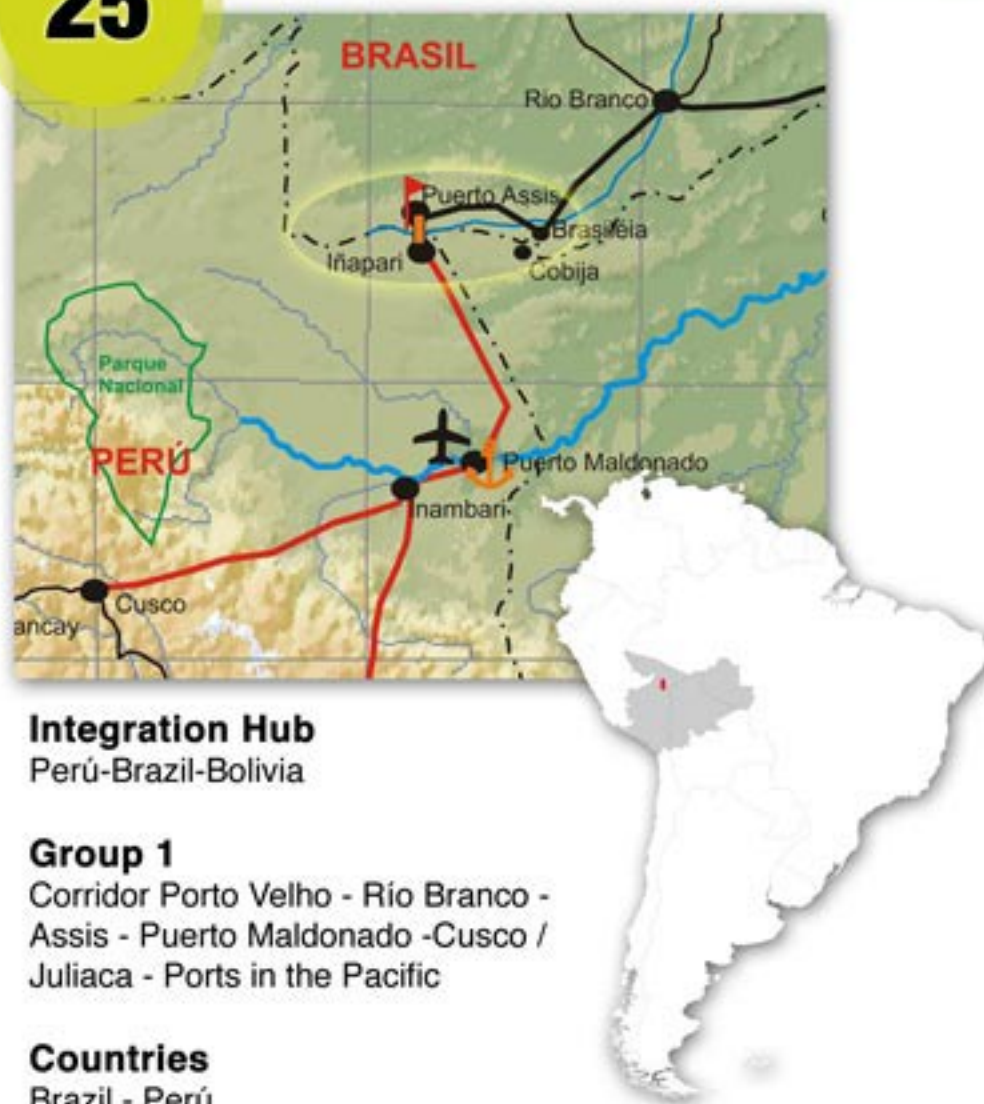 25
BRASIL
Rio Branco
Puerto Assis
Brasiléia
Iñapari
Cobija
Parque
Nacional
PERÚ
Puerto Maldonado
Inambari
Cusco
ancay
Integration Hub
Perú-Brazil-Bolivia
Group 1
Corridor Porto Velho - Río Branco -
Assis - Puerto Maldonado -Cusco /
Juliaca - Ports in the Pacific
Countries
Brazil - Perú